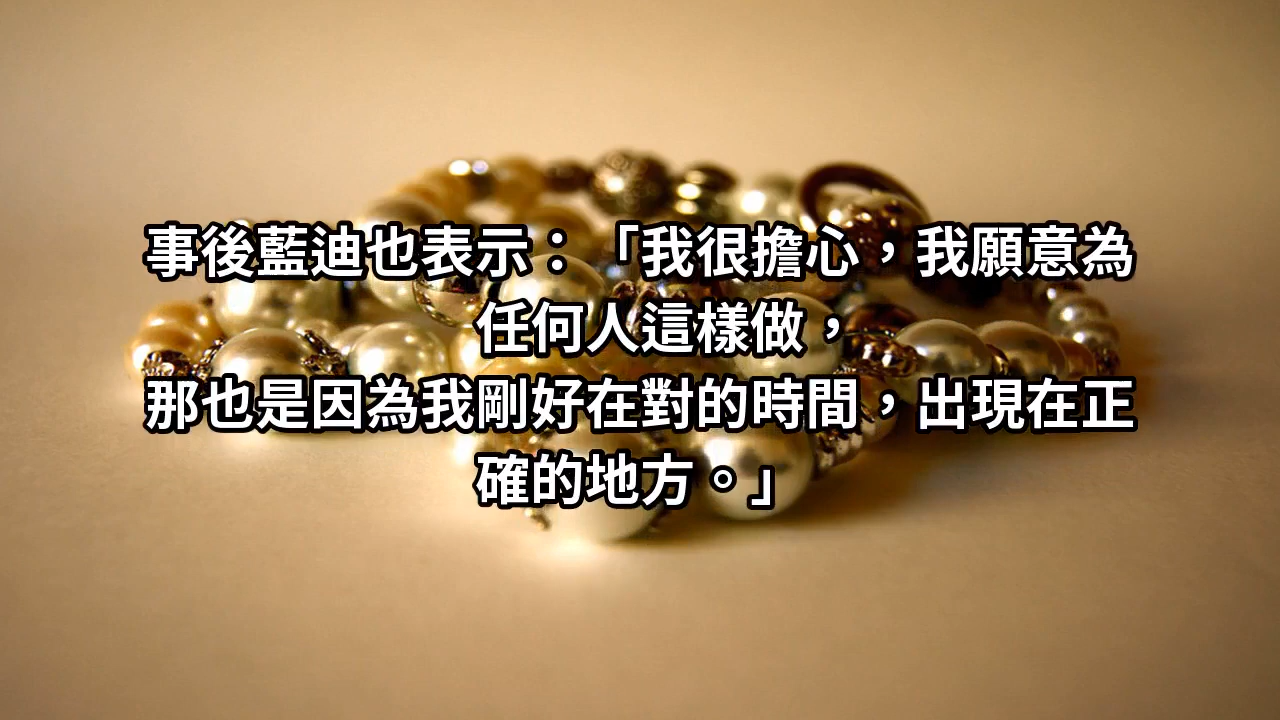 事後藍迪也表示：「我很擔心，我願意為
任何人這樣做，
那也是因為我剛好在對的時間，出現在正
確的地方。」